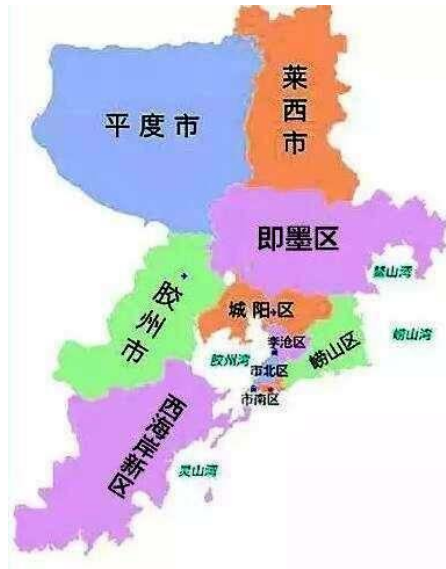 莱西市
平度市
即墨区
鳌山湾
胶州市
城阳区
崂山湾
李沧区
崂山区
胶州湾
市北区
市南区
西海岸新区
灵山湾